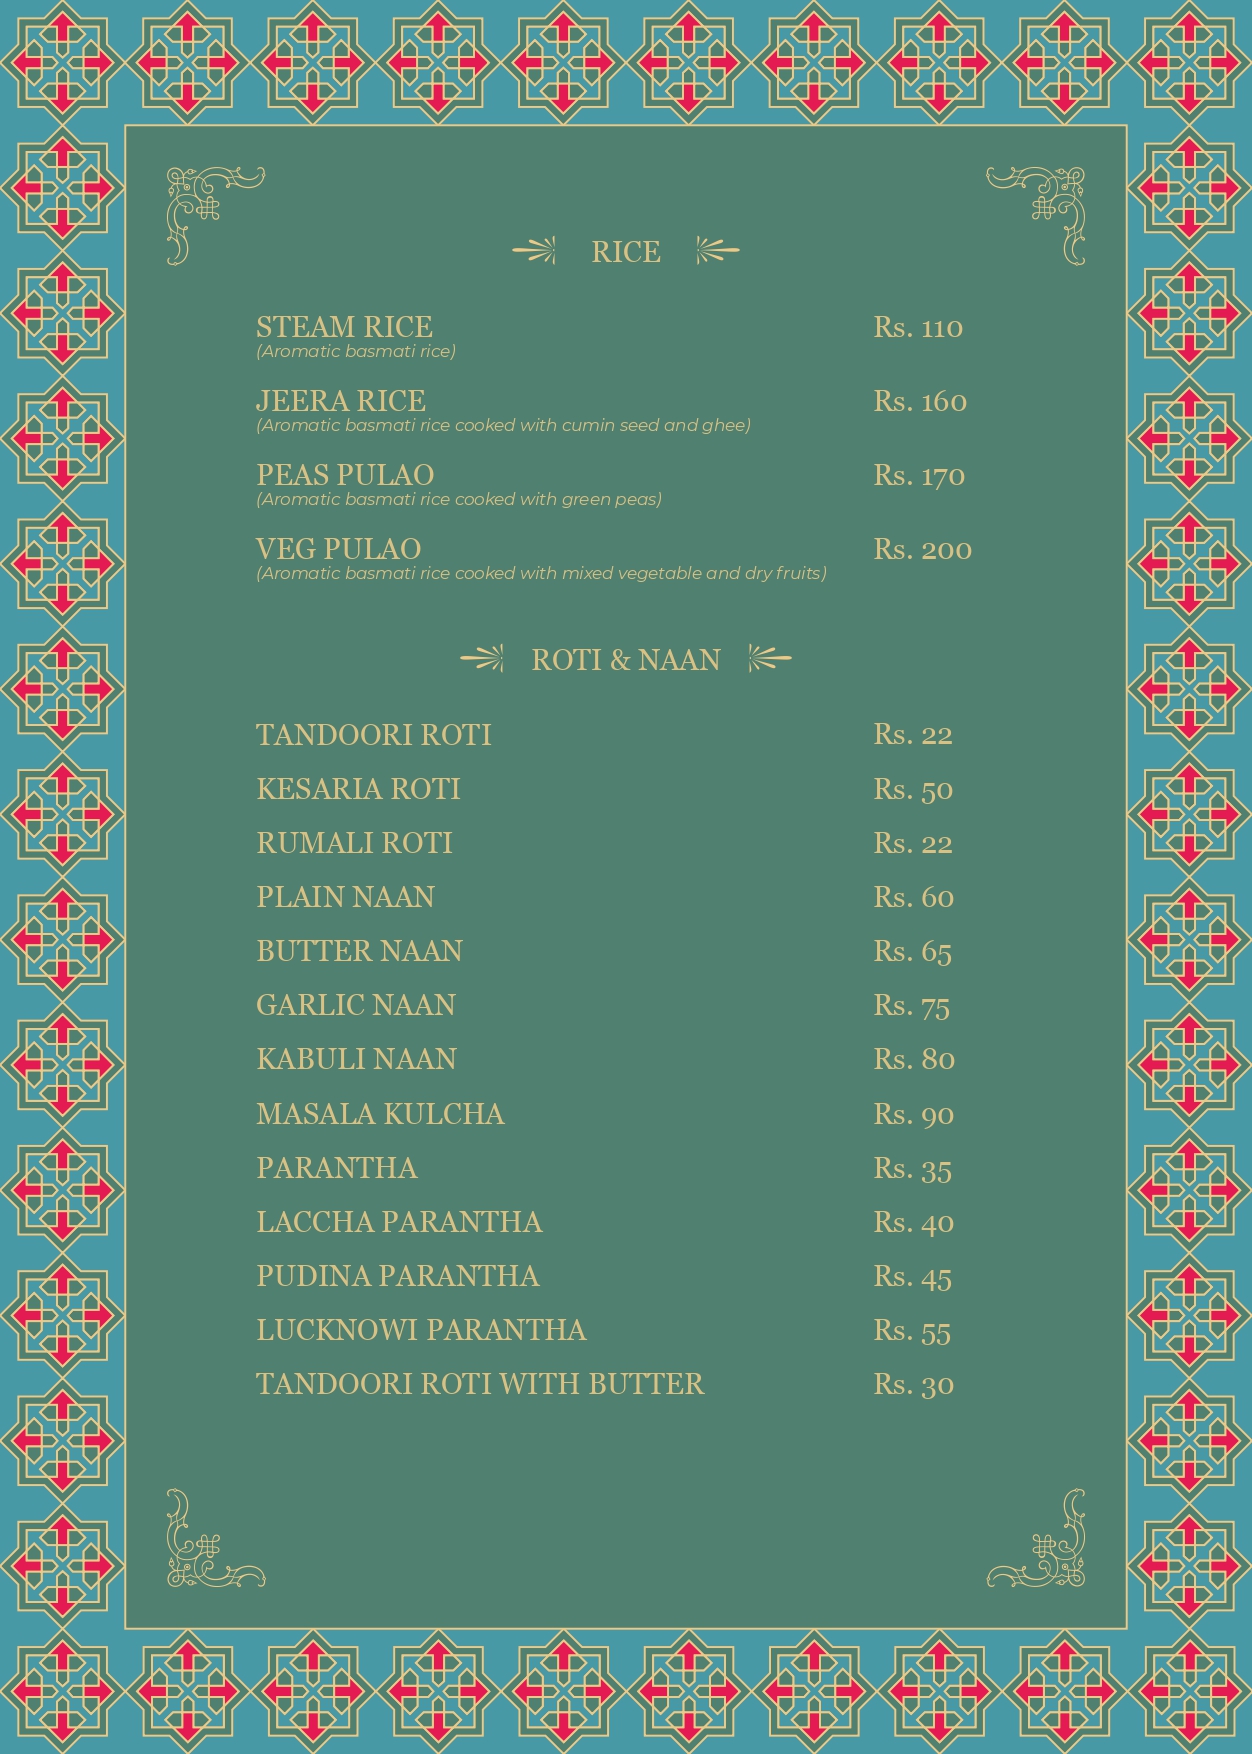 RICE
STEAM RICE Rs. 110
(Aromatic basmati rice)
JEERA RICE Rs. 160
(Aromatic basmati rice cooked with cumin seed and ghee)
PEAS PULAO Rs. 170
(Aromatic basmati rice cooked with green peas)
VEG PULAO Rs. 200
(Aromatic basmati rice cooked with mixed vegetable and dry fruits)
ROTI & NAAN
TANDOORI ROTI Rs. 22
KESARIA ROTI Rs. 50
RUMALI ROTI Rs. 22
PLAIN NAAN Rs. 60
BUTTER NAAN Rs. 65
GARLIC NAAN Rs. 75
KABULI NAAN Rs. 80
MASALA KULCHA Rs. 90
PARANTHA Rs. 35
LACCHA PARANTHA Rs. 40
PUDINA PARANTHA Rs. 45
LUCKNOWI PARANTHA Rs. 55
TANDOORI ROTI WITH BUTTER Rs. 30